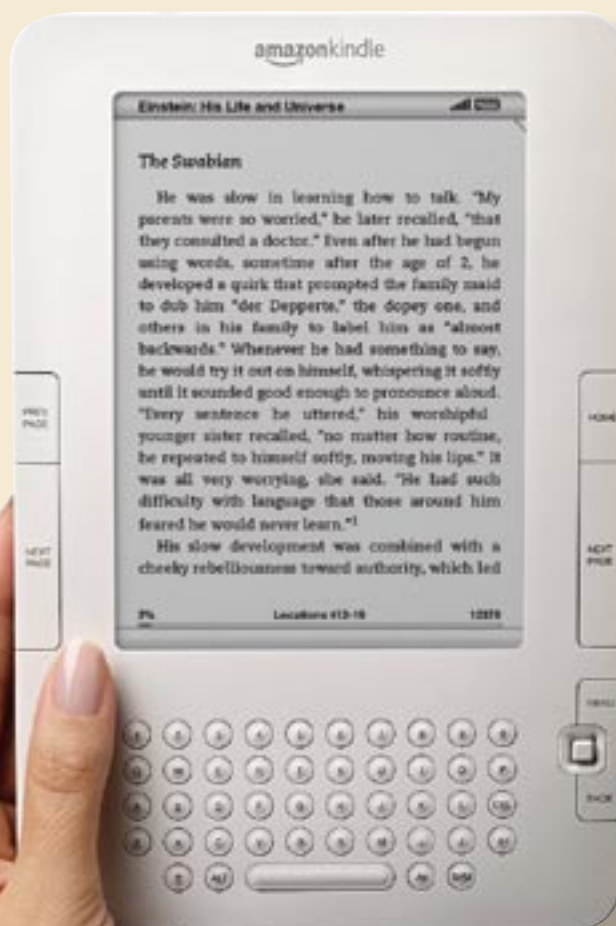 amazonkindle
Einstein: His Life and Universe
The Swabian
He was slow in learning how to talk. "My
parents were so worried," he later recalled, "that
they consulted a doctor." Even after he had begun
using words, sometime after the age of 2, he
developed a quirk that prompted the family maid
to dub him "der Depperte," the dopey one, and
others in his family to label him as "almost
backwards." Whenever he had something to say,
he would try it out on himself, whispering it softly
until it sounded good enough to pronounce aloud.
"Every sentence he uttered," his worshipful
younger sister recalled, "no matter how routine,
he repeated to himself softly, moving his lips." It
was all very worrying, she said. "He had such
difficulty with language that those around him
feared he would never learn."1
His slow development was combined with a
cheeky rebelliousness toward authority, which led
Locations 413-19
PREV
PAGE
NEXT
PAGE
HOME
NEXT
PAGE
MENU
BACK
ALT